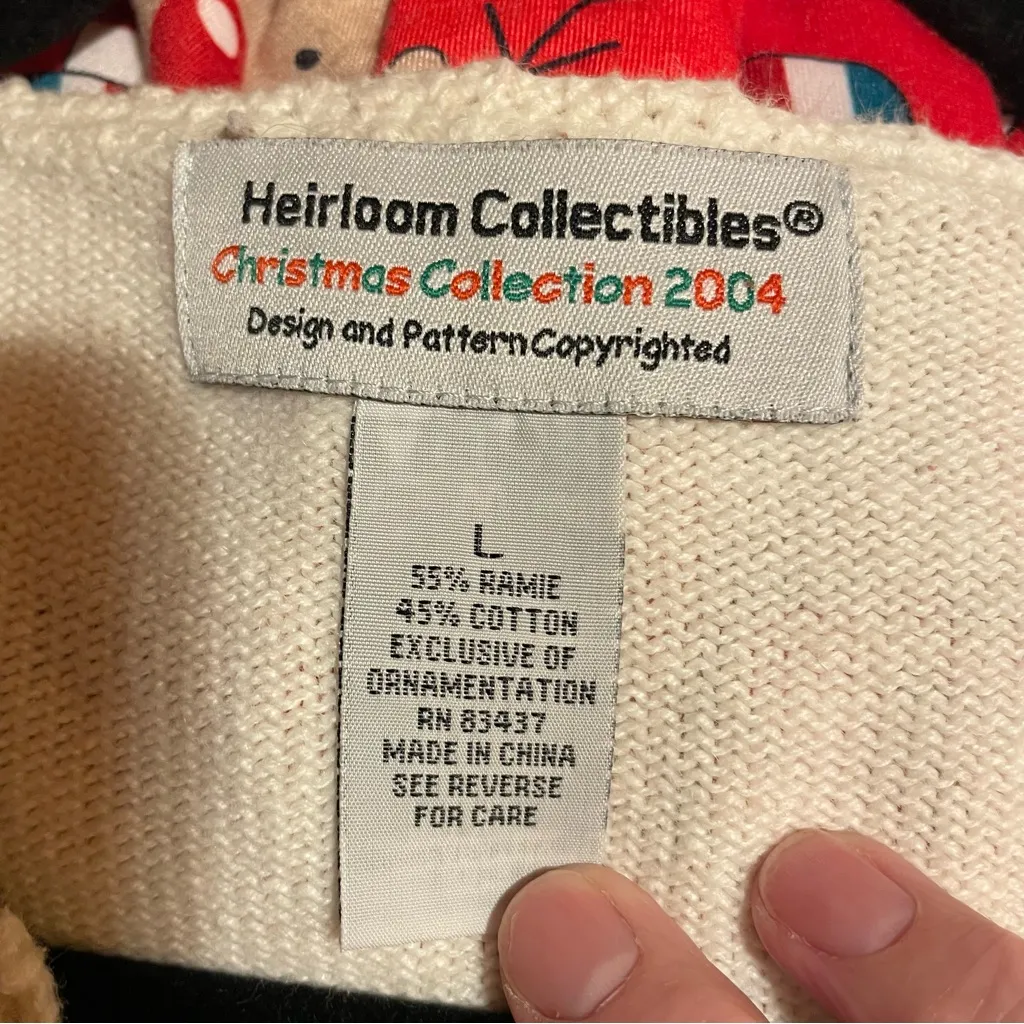 Heirloom Collectibles®
Christmas Collection 2004
Design and Pattern Copyrighted
L
55% RAMIE
45% COTTON
EXCLUSIVE OF
ORNAMENTATION
RN 83437
MADE IN CHINA
SEE REVERSE
FOR CARE